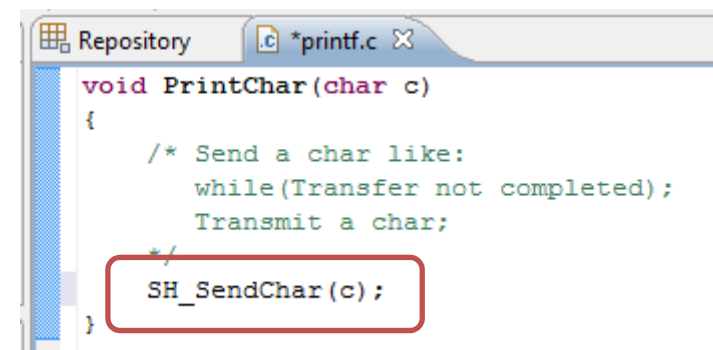 Repository
.c *printf.c
void PrintChar(char c)
{
/* Send a char like:
while(Transfer not completed);
Transmit a char;
*/
SH_SendChar(c);
}